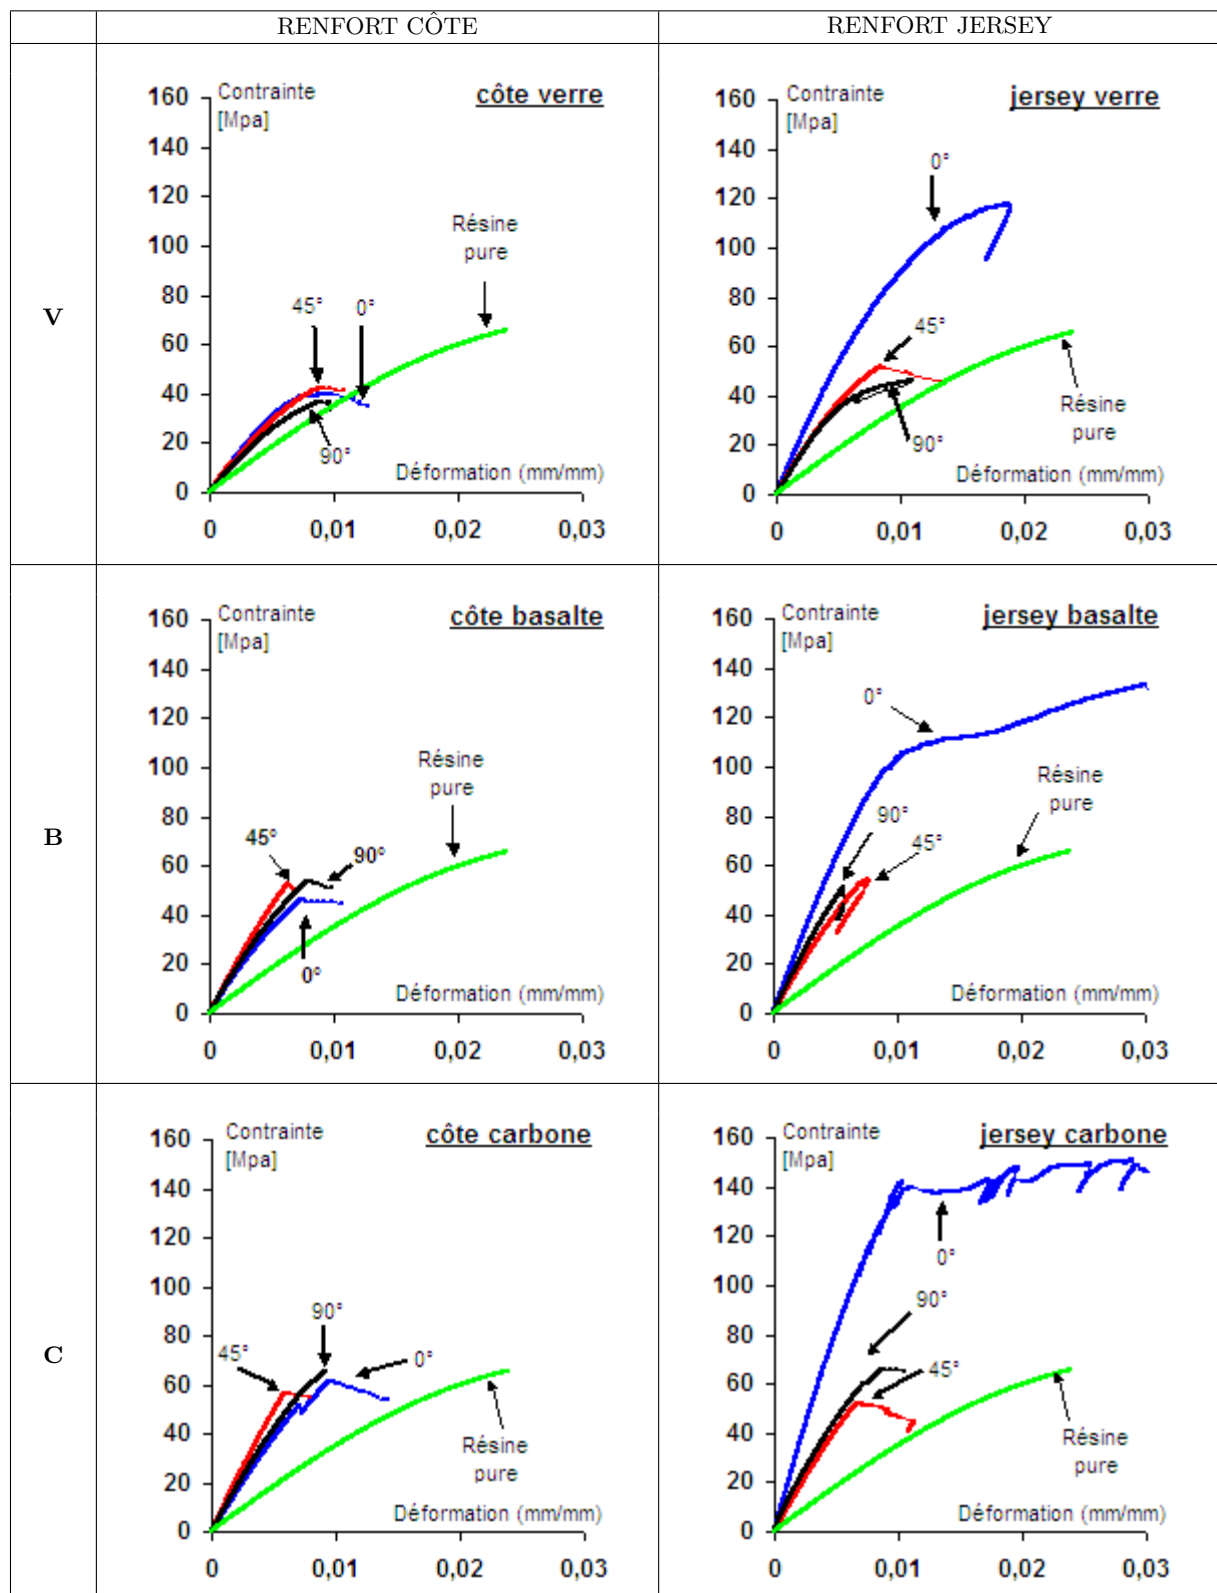 RENFORT CÔTE
RENFORT JERSEY
V
Contrainte
[Mpa]
côte verre
160
140
120
100
80
60
40
20
0
Résine
pure
45°
0°
90°
Déformation (mm/mm)
0
0,01
0,02
0,03
Contrainte
[Mpa]
jersey verre
160
140
120
100
80
60
40
20
0
0°
45°
Résine
pure
90°
Déformation (mm/mm)
0
0,01
0,02
0,03
B
Contrainte
[Mpa]
côte basalte
160
140
120
100
80
60
40
20
0
Résine
pure
45°
90°
0°
Déformation (mm/mm)
0
0,01
0,02
0,03
Contrainte
[Mpa]
jersey basalte
160
140
120
100
80
60
40
20
0
0°
Résine
pure
90°
45°
Déformation (mm/mm)
0
0,01
0,02
0,03
C
Contrainte
[Mpa]
côte carbone
160
140
120
100
80
60
40
20
0
90°
45°
0°
Résine
pure
Déformation (mm/mm)
0
0,01
0,02
0,03
Contrainte
[Mpa]
jersey carbone
160
140
120
100
80
60
40
20
0
0°
90°
45°
Résine
pure
Déformation (mm/mm)
0
0,01
0,02
0,03